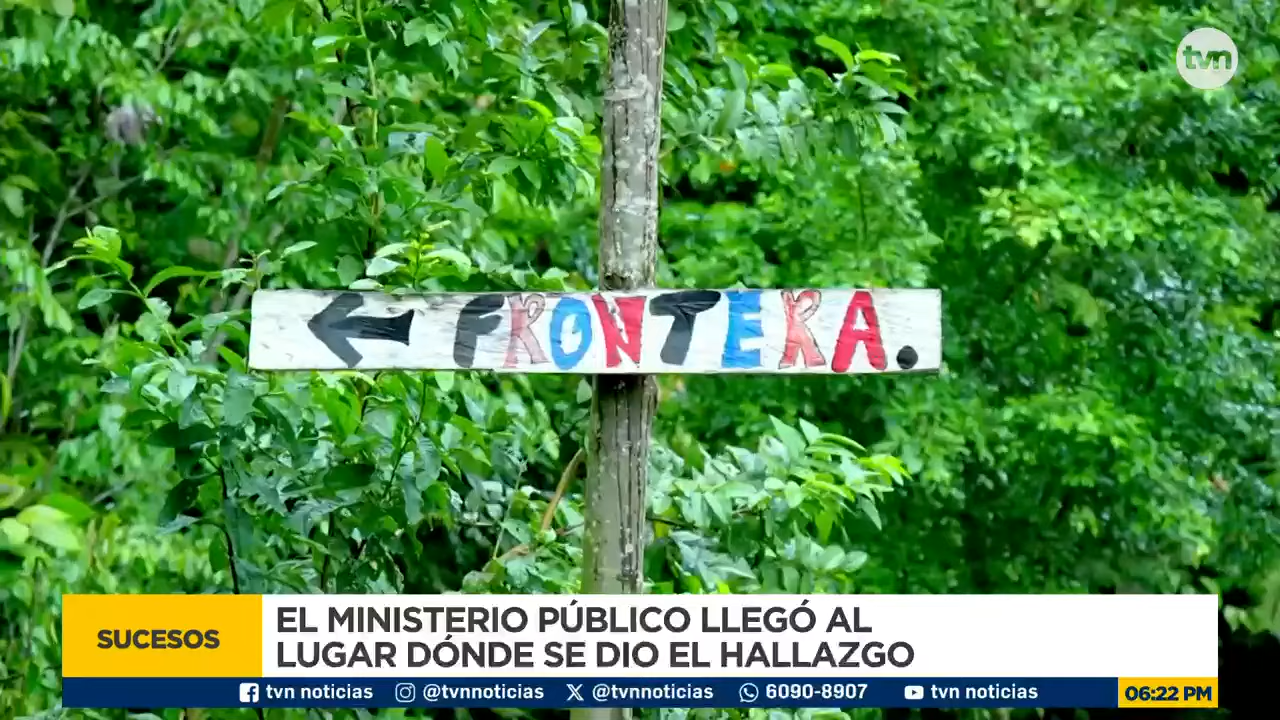 tvn
← FRONTERA.
SUCESOS
EL MINISTERIO PÚBLICO LLEGÓ AL
LUGAR DÓNDE SE DIO EL HALLAZGO
tvn noticias @tvnnoticias @tvnnoticias 6090-8907 tvn noticias 06:22 PM